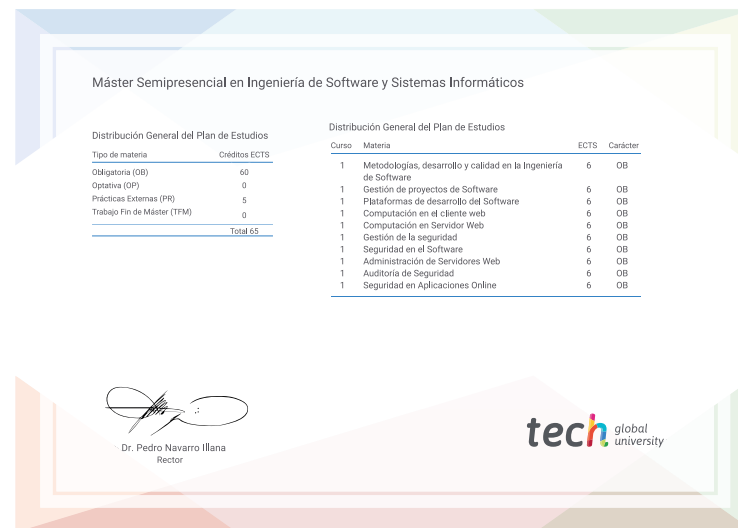 Máster Semipresencial en Ingeniería de Software y Sistemas Informáticos
Distribución General del Plan de Estudios
Tipo de materia Créditos ECTS
Obligatoria (OB) 60
Optativa (OP) 0
Prácticas Externas (PR) 5
Trabajo Fin de Máster (TFM) 0
Total 65
Distribución General del Plan de Estudios
Curso Materia ECTS Carácter
1 Metodologías, desarrollo y calidad en la Ingeniería 6 OB
de Software
1 Gestión de proyectos de Software 6 OB
1 Plataformas de desarrollo del Software 6 OB
1 Computación en el cliente web 6 OB
1 Computación en Servidor Web 6 OB
1 Gestión de la seguridad 6 OB
1 Seguridad en el Software 6 OB
1 Administración de Servidores Web 6 OB
1 Auditoría de Seguridad 6 OB
1 Seguridad en Aplicaciones Online 6 OB
Dr. Pedro Navarro Illana
Rector
tech global
university